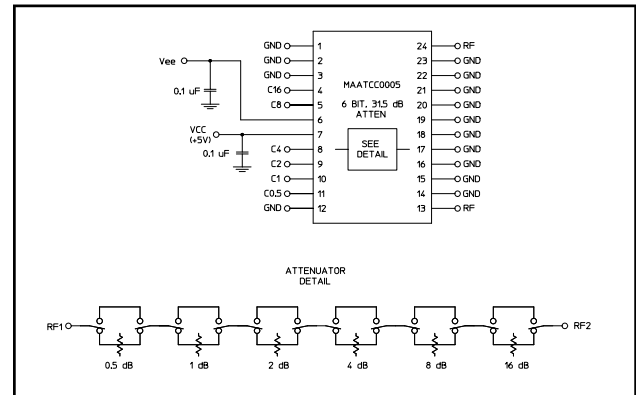 GND 1 24 RF
GND 2 23 GND
Vee GND 3 22 GND
0.1 uF C16 4 MAATCC0005 21 GND
C8 5 6 BIT, 31.5 dB 20 GND
6 ATTEN 19 GND
VCC 7 18 GND
(+5V)
0.1 uF C4 8 SEE 17 GND
C2 9 DETAIL 16 GND
C1 10 15 GND
C0.5 11 14 GND
GND 12 13 RF
ATTENUATOR
DETAIL
RF1 RF2
0.5 dB 1 dB 2 dB 4 dB 8 dB 16 dB